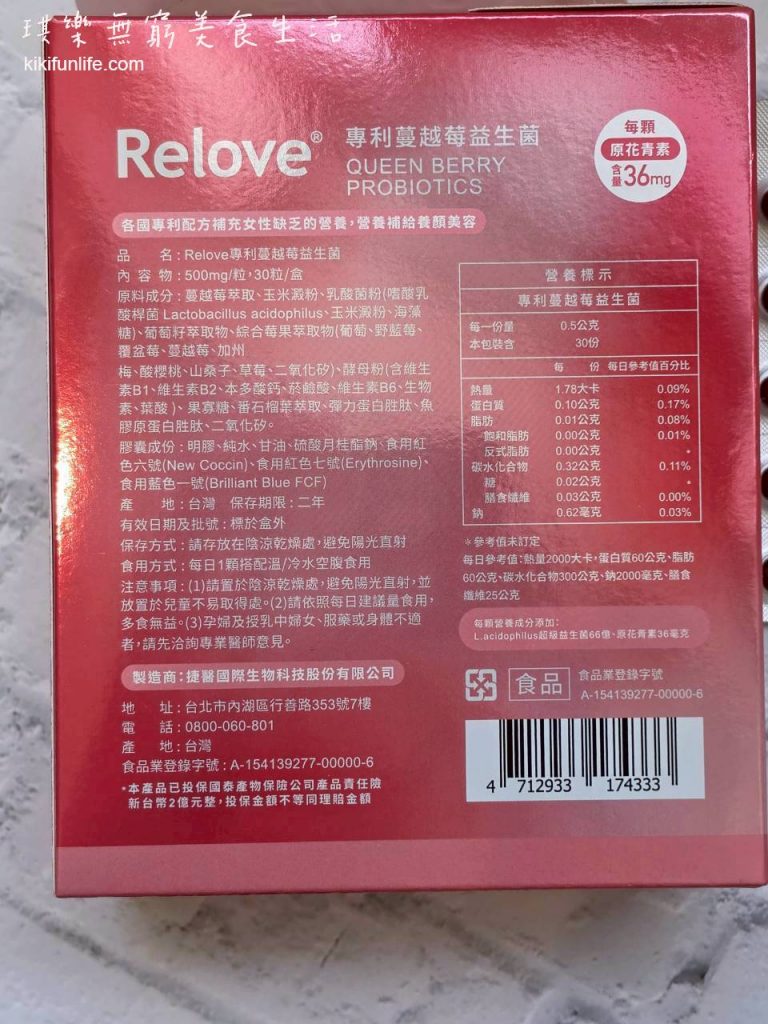 琪樂無窮美食生活
kikifunlife.com
Relove®
專利蔓越莓益生菌
QUEEN BERRY
PROBIOTICS
每顆
原花青素
含量36mg
各國專利配方補充女性缺乏的營養,營養補給養顏美容
品 名:Relove專利蔓越莓益生菌
內 容 物:500mg/粒,30粒/盒
原料成分:蔓越莓萃取、玉米澱粉、乳酸菌粉(嗜酸乳
酸桿菌 Lactobacillus acidophilus、玉米澱粉、海藻
糖)、葡萄籽萃取物、綜合莓果萃取物(葡萄、野藍莓、
覆盆莓、蔓越莓、加州
梅、酸櫻桃、山桑子、草莓、二氧化矽)、酵母粉(含維生
素B1、維生素B2、本多酸鈣、菸鹼酸、維生素B6、生物
素、葉酸)、果寡糖、番石榴葉萃取、彈力蛋白胜肽、魚
膠原蛋白胜肽、二氧化矽。
膠囊成份:明膠、純水、甘油、硫酸月桂酯鈉、食用紅
色六號(New Coccin)、食用紅色七號(Erythrosine)、
食用藍色一號(Brilliant Blue FCF)
產 地:台灣 保存期限:二年
有效日期及批號:標於盒外
保存方式:請存放在陰涼乾燥處,避免陽光直射
食用方式:每日1顆搭配溫/冷水空腹食用
注意事項:(1)請置於陰涼乾燥處,避免陽光直射,並
放置於兒童不易取得處。(2)請依照每日建議量食用,
多食無益。(3)孕婦及授乳中婦女、服藥或身體不適
者,請先洽詢專業醫師意見。
製造商:捷醫國際生物科技股份有限公司
地 址:台北市內湖區行善路353號7樓
電 話:0800-060-801
產 地:台灣
食品業登錄字號:A-154139277-00000-6
*本產品已投保國泰產物保險公司產品責任險
新台幣2億元整,投保金額不等同理賠金額
營養標示
專利蔓越莓益生菌
每一份量 0.5公克
本包裝含 30份
每 份 每日參考值百分比
熱量 1.78大卡 0.09%
蛋白質 0.10公克 0.17%
脂肪 0.01公克 0.08%
飽和脂肪 0.00公克 0.01%
反式脂肪 0.00公克 *
碳水化合物 0.32公克 0.11%
糖 0.02公克 *
膳食纖維 0.03公克 0.00%
鈉 0.62毫克 0.03%
*參考值未訂定
每日參考值:熱量2000大卡,蛋白質60公克、脂肪
60公克、碳水化合物300公克、鈉2000毫克、膳食
纖維25公克
每顆營養成分添加:
L.acidophilus超級益生菌66億、原花青素36毫克
食品
食品業登錄字號
A-154139277-00000-6
4 712933 174333